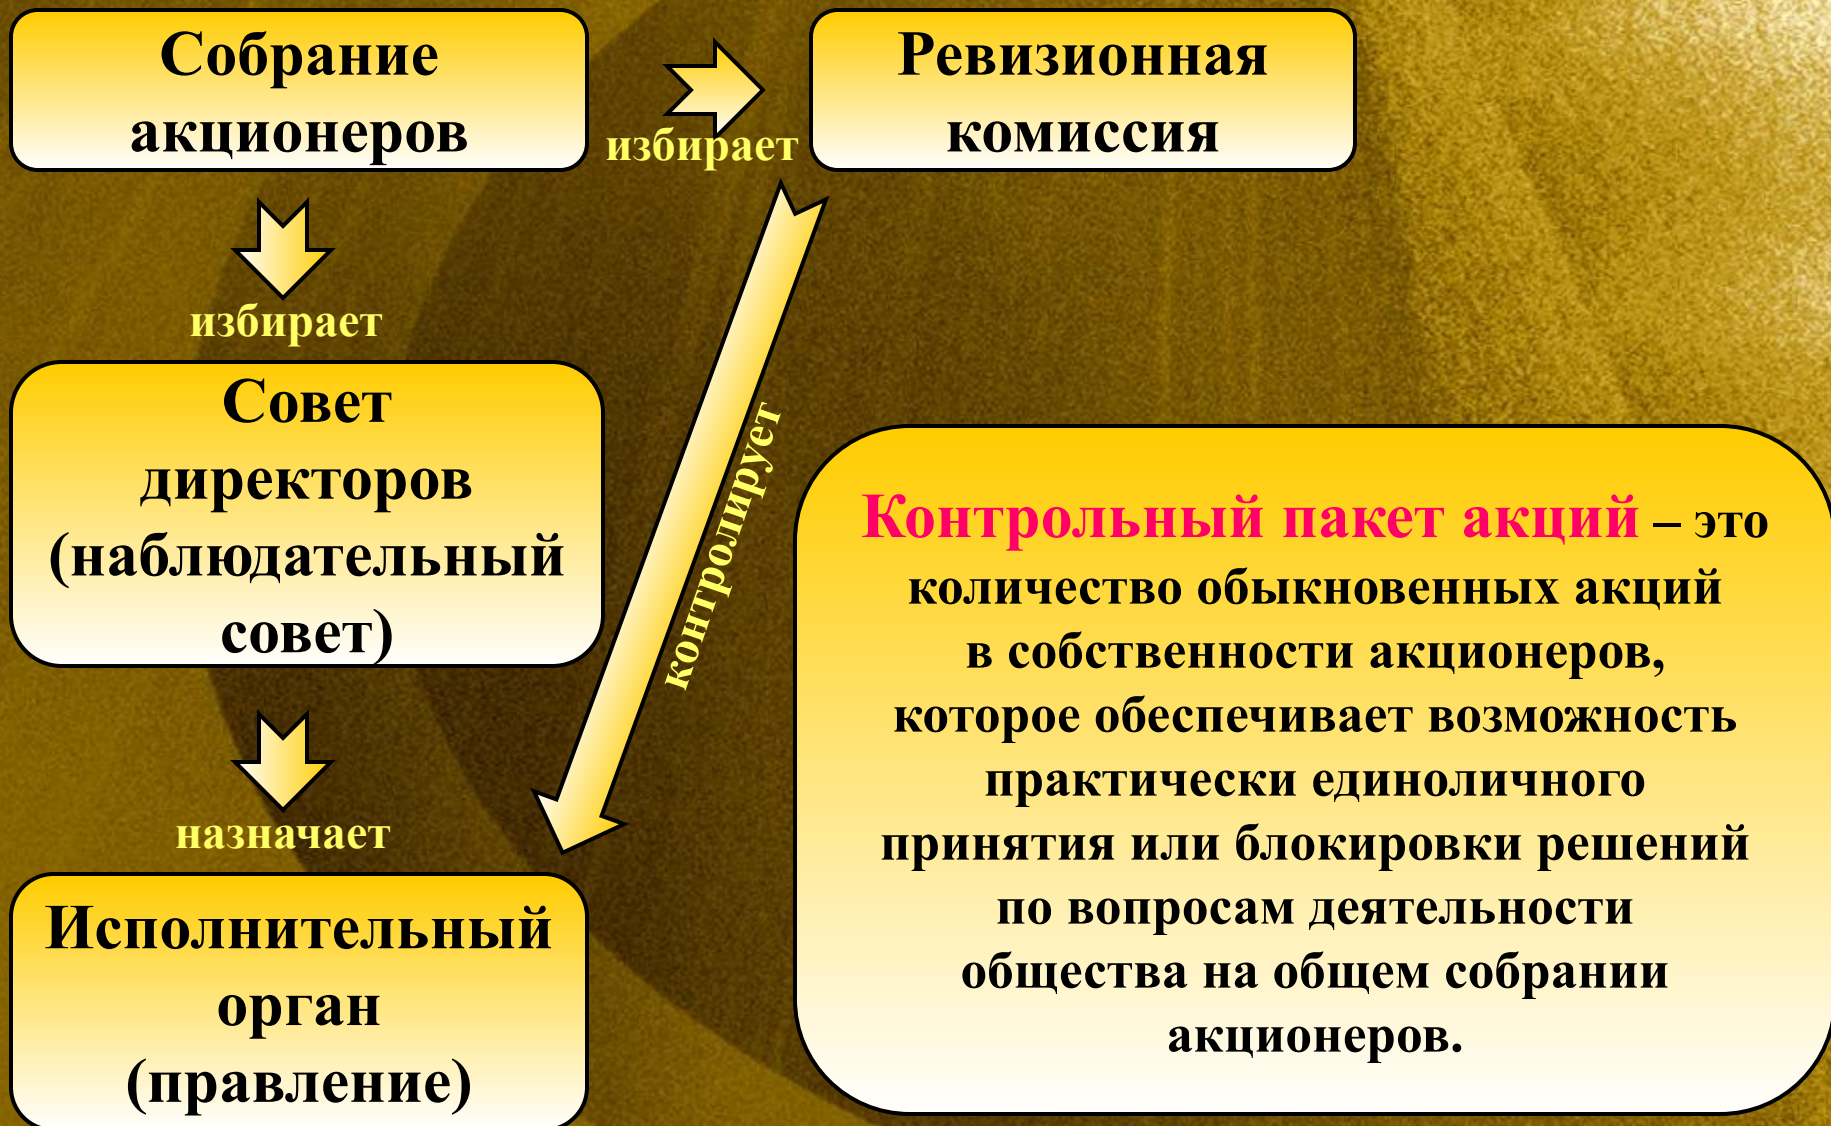 Собрание
акционеров
избирает
Ревизионная
комиссия
избирает
Совет
директоров
(наблюдательный
совет)
контролирует
назначает
Исполнительный
орган
(правление)
Контрольный пакет акций – это
количество обыкновенных акций
в собственности акционеров,
которое обеспечивает возможность
практически единоличного
принятия или блокировки решений
по вопросам деятельности
общества на общем собрании
акционеров.